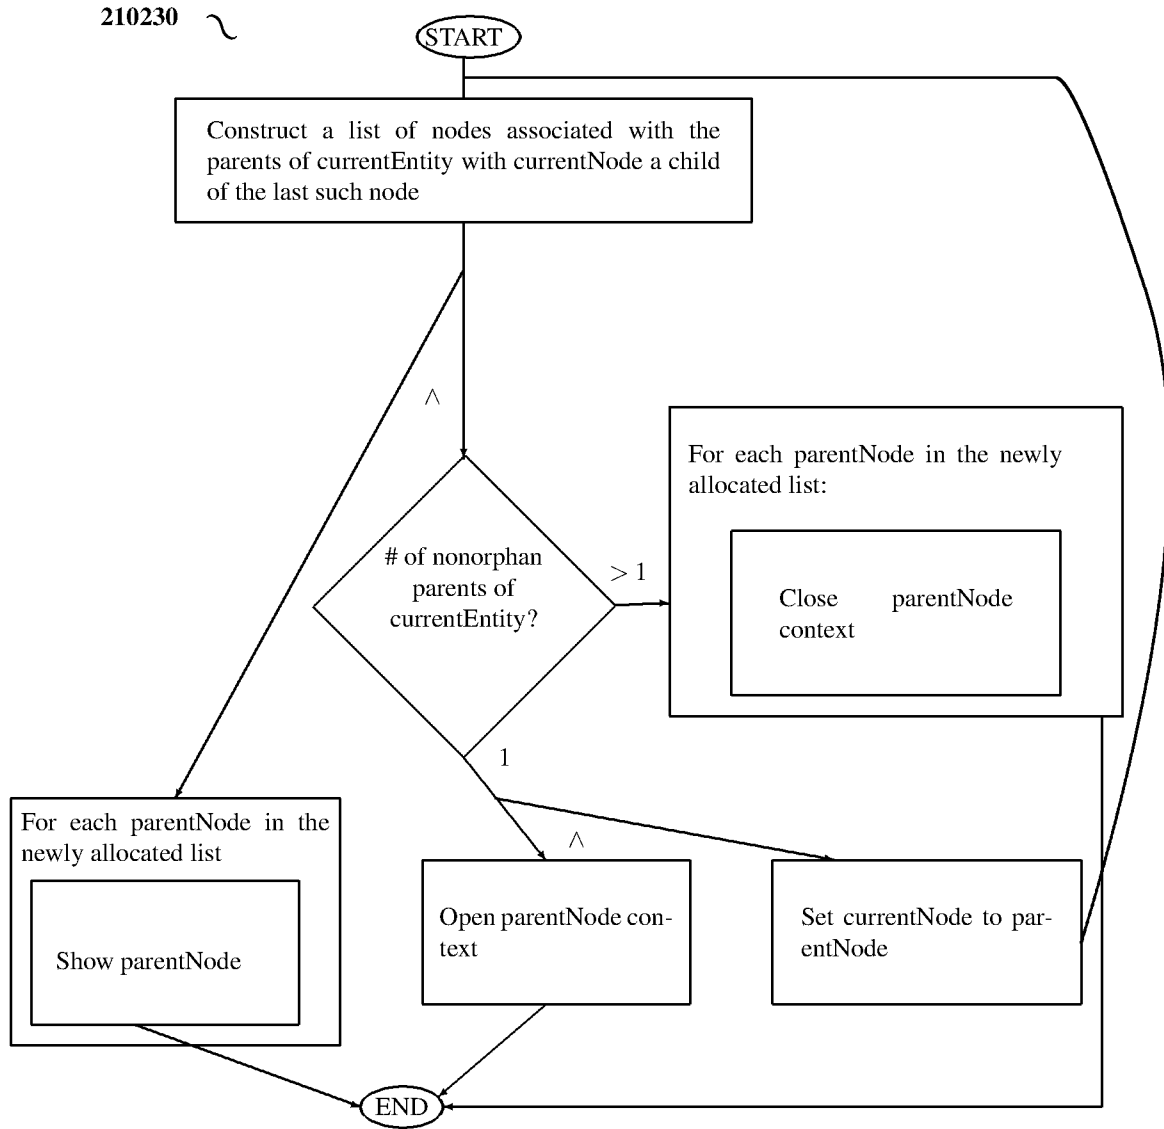 210230
START
Construct a list of nodes associated with the
parents of currentEntity with currentNode a child
of the last such node
∧
# of nonorphan
parents of
currentEntity?
> 1
For each parentNode in the newly
allocated list:
Close parentNode
context
1
∧
For each parentNode in the
newly allocated list
Show parentNode
Open parentNode con-
text
Set currentNode to par-
entNode
END